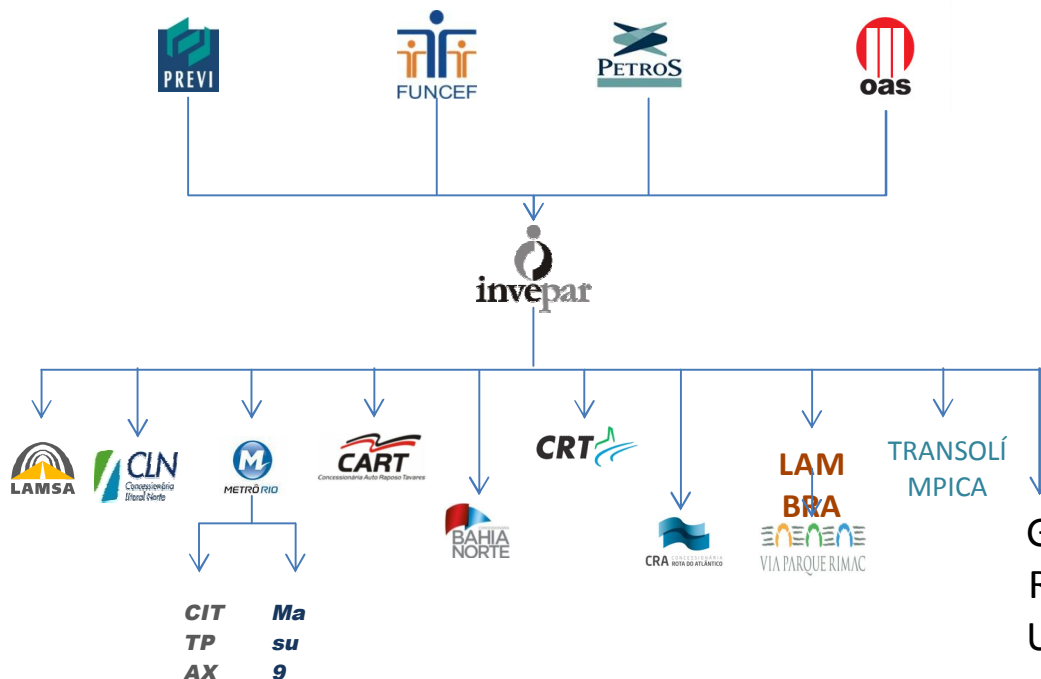 PREVI
FUNCEF
PETROS
oas
invepar
LAMSA
CLN
Concessionária
Litoral Norte
METRÔ RIO
CART
Concessionária Auto Raposo Tavares
BAHIA
NORTE
CRT
CRA CONCESSIONÁRIA
ROTA DO ATLÂNTICO
LAM
BRA
VIA PARQUE RIMAC
TRANSOLÍ
MPICA
G
R
U
CIT
TP
AX
Ma
su
9